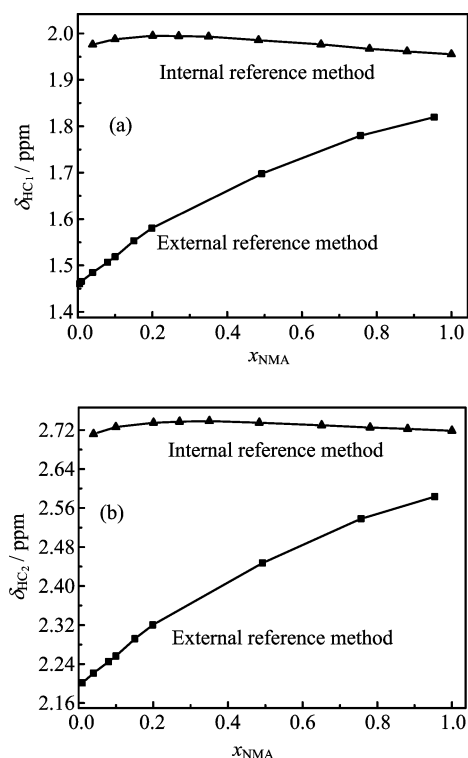 2.0
Internal reference method
1.9
(a)
1.8
δHC1 / ppm
1.7
1.6
External reference method
1.5
1.4
0.0 0.2 0.4 0.6 0.8 1.0
xNMA
2.72
Internal reference method
2.64
2.56
(b)
2.48
δHC2 / ppm
2.40
2.32
External reference method
2.24
2.16
0.0 0.2 0.4 0.6 0.8 1.0
xNMA